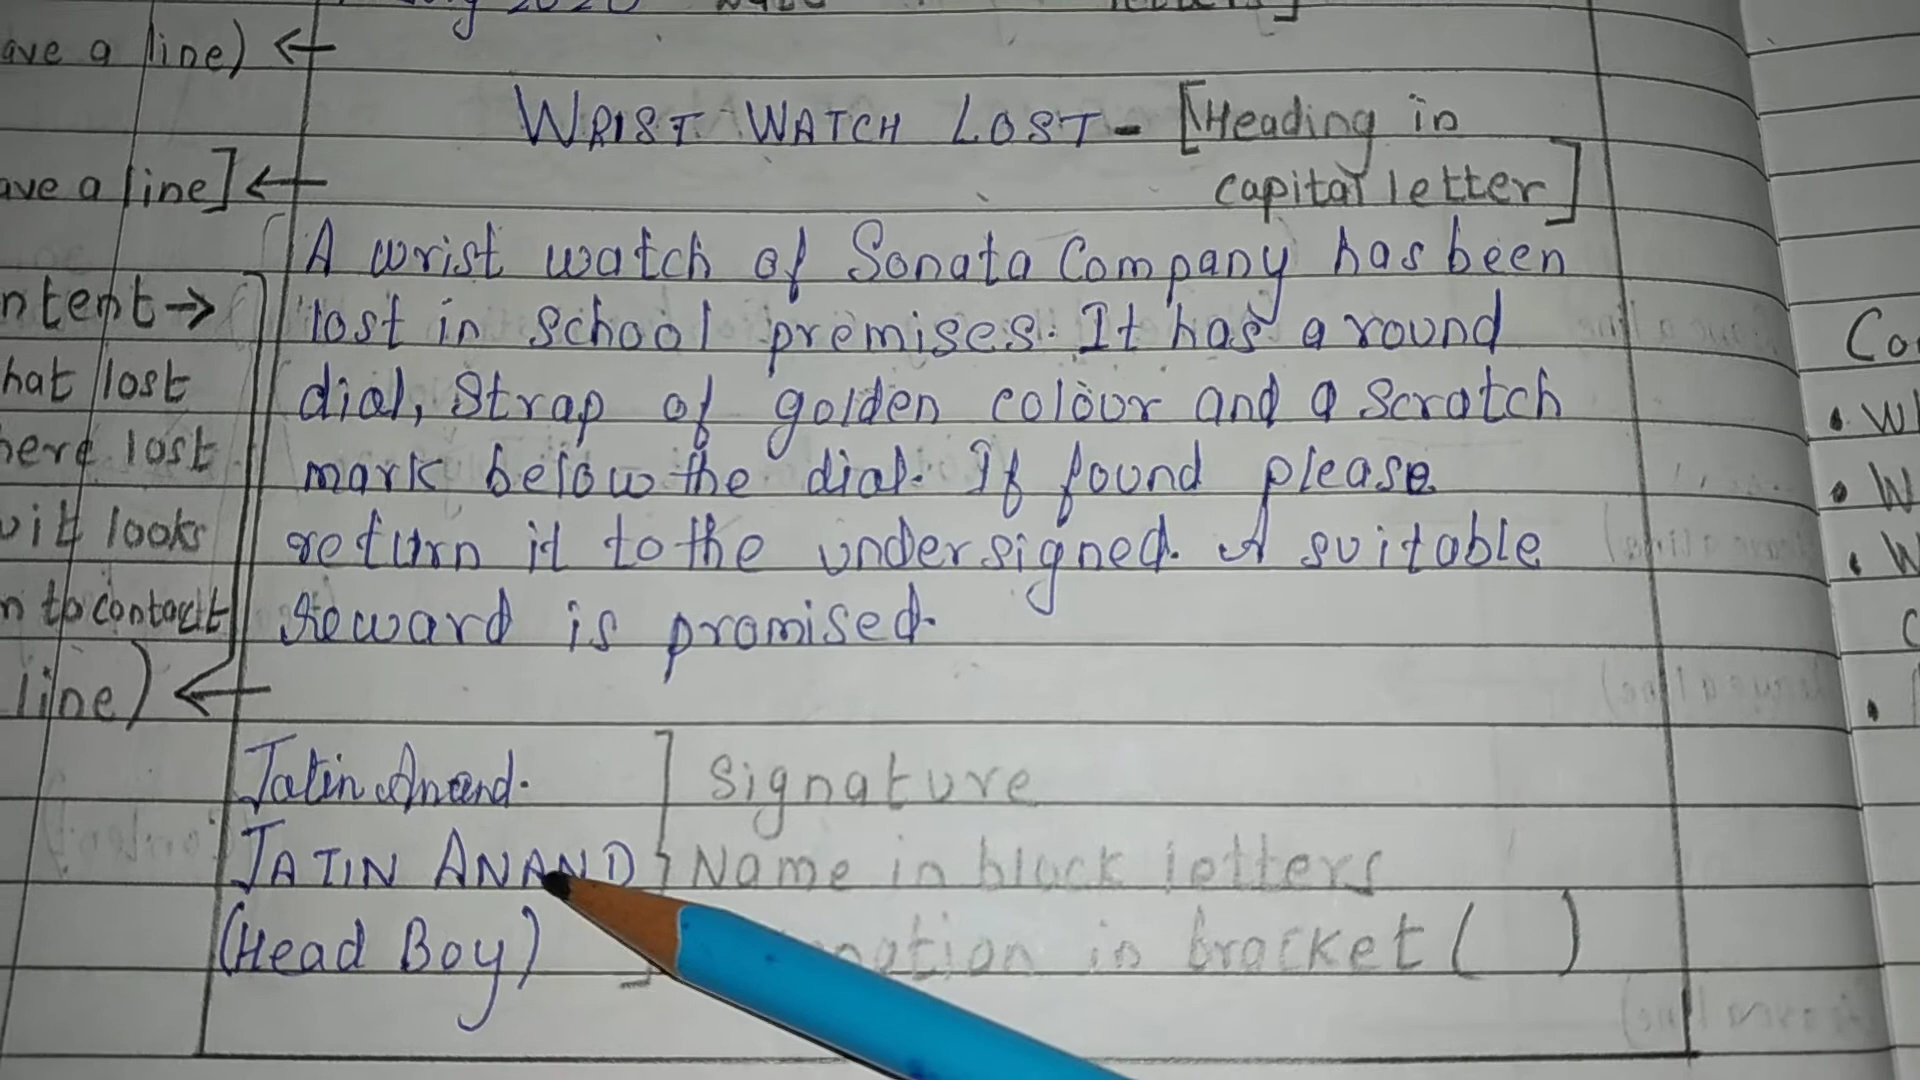 2020
ave a line) ←
WRIST WATCH LOST - [Heading in
capital letter]
ave a line] ←
A wrist watch of Sonata Company has been
ntent →
lost in school premises. It has a round
hat lost
dial, Strap of golden colour and a scratch
here lost
mark below the dial. If found please
it looks
return it to the undersigned. A suitable
to contact
reward is promised.
line) ←
Jatin Anand.
] Signature
JATIN ANAND
} Name in block letters
(Head Boy)
in bracket ( )
Co
• W
• W
• W